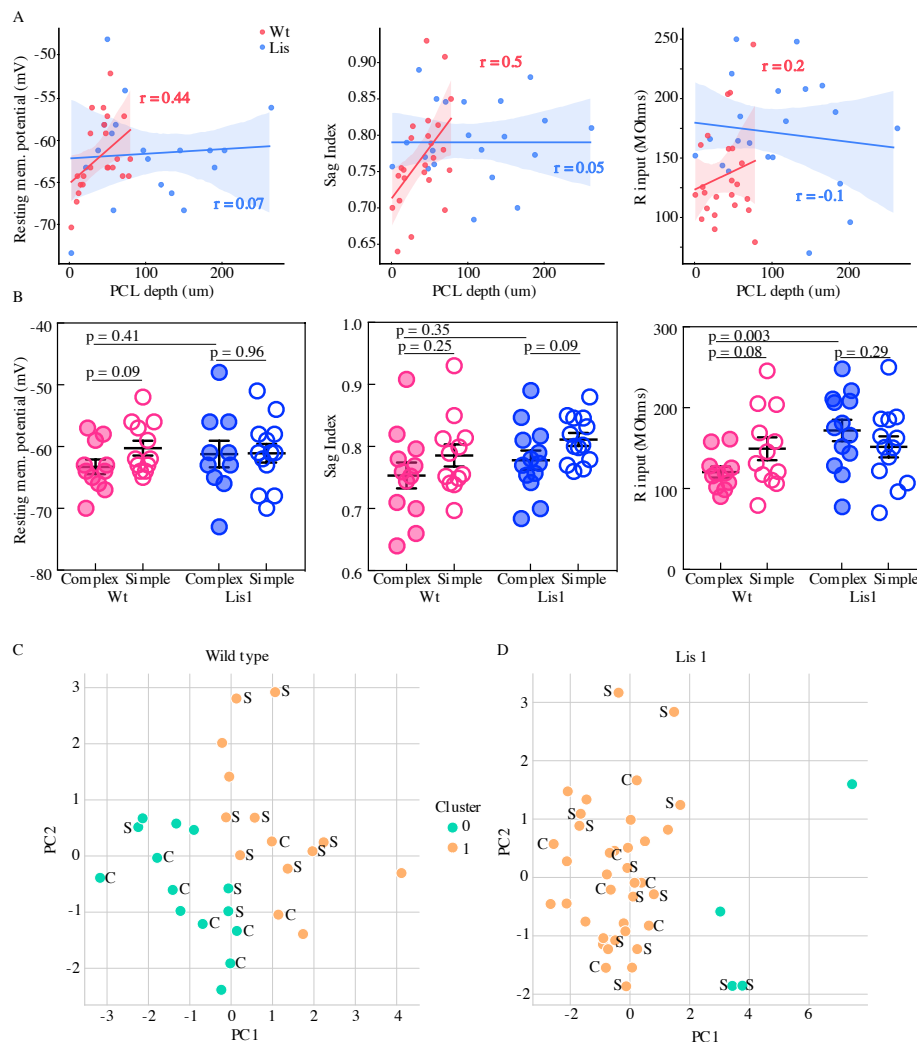 A
Wt
Lis
Resting mem. potential (mV)
-50
-55
-60
-65
-70
r = 0.44
r = 0.07
0
100
200
PCL depth (um)
Sag Index
0.90
0.85
0.80
0.75
0.70
0.65
r = 0.5
r = 0.05
0
100
200
PCL depth (um)
R input (M Ohms)
250
200
150
100
r = 0.2
r = -0.1
0
100
200
PCL depth (um)
B
Resting mem. potential (mV)
-40
-50
-60
-70
-80
p = 0.41
p = 0.09
p = 0.96
Complex Simple Complex Simple
Wt Lis1
Sag Index
1.0
0.9
0.8
0.7
0.6
p = 0.35
p = 0.25
p = 0.09
Complex Simple Complex Simple
Wt Lis1
R input (M Ohms)
300
200
100
0
p = 0.003
p = 0.08
p = 0.29
Complex Simple Complex Simple
Wt Lis1
C
Wild type
PC2
3
2
1
0
-1
-2
S
S
S
S
S
C
S
S
S
S
C
C
C
C
S
S
C
C
C
C
-3 -2 -1 0 1 2 3 4
PC1
Cluster
0
1
D
Lis 1
PC2
3
2
1
0
-1
-2
S
S
C
S
S
S
C
C
S
C
C
S
S
C
S
S
C
S
S
S
-2 0 2 4 6
PC1